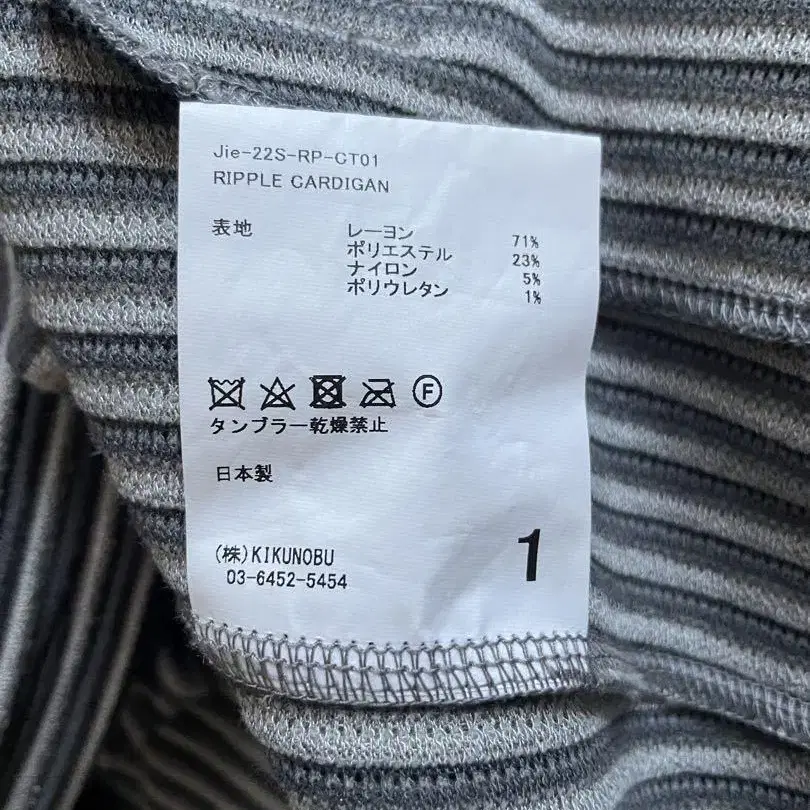 Jie-22S-RP-CT01
RIPPLE CARDIGAN
表地 レーヨン 71%
ポリエステル 23%
ナイロン 5%
ポリウレタン 1%
F
タンブラー乾燥禁止
日本製
(株)KIKUNOBU
03-6452-5454
1